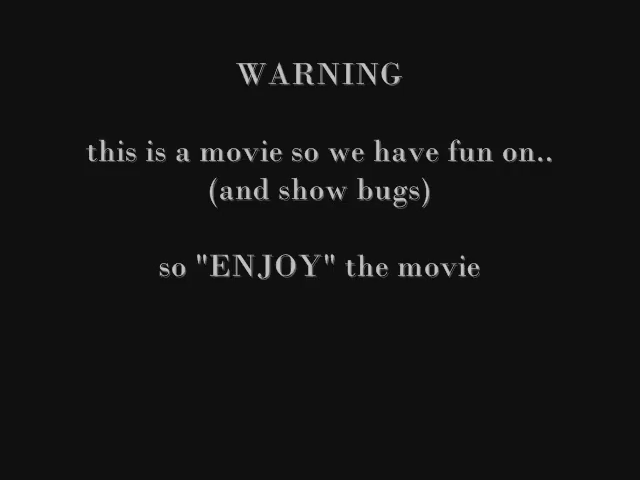 WARNING
this is a movie so we have fun on..
(and show bugs)
so "ENJOY" the movie